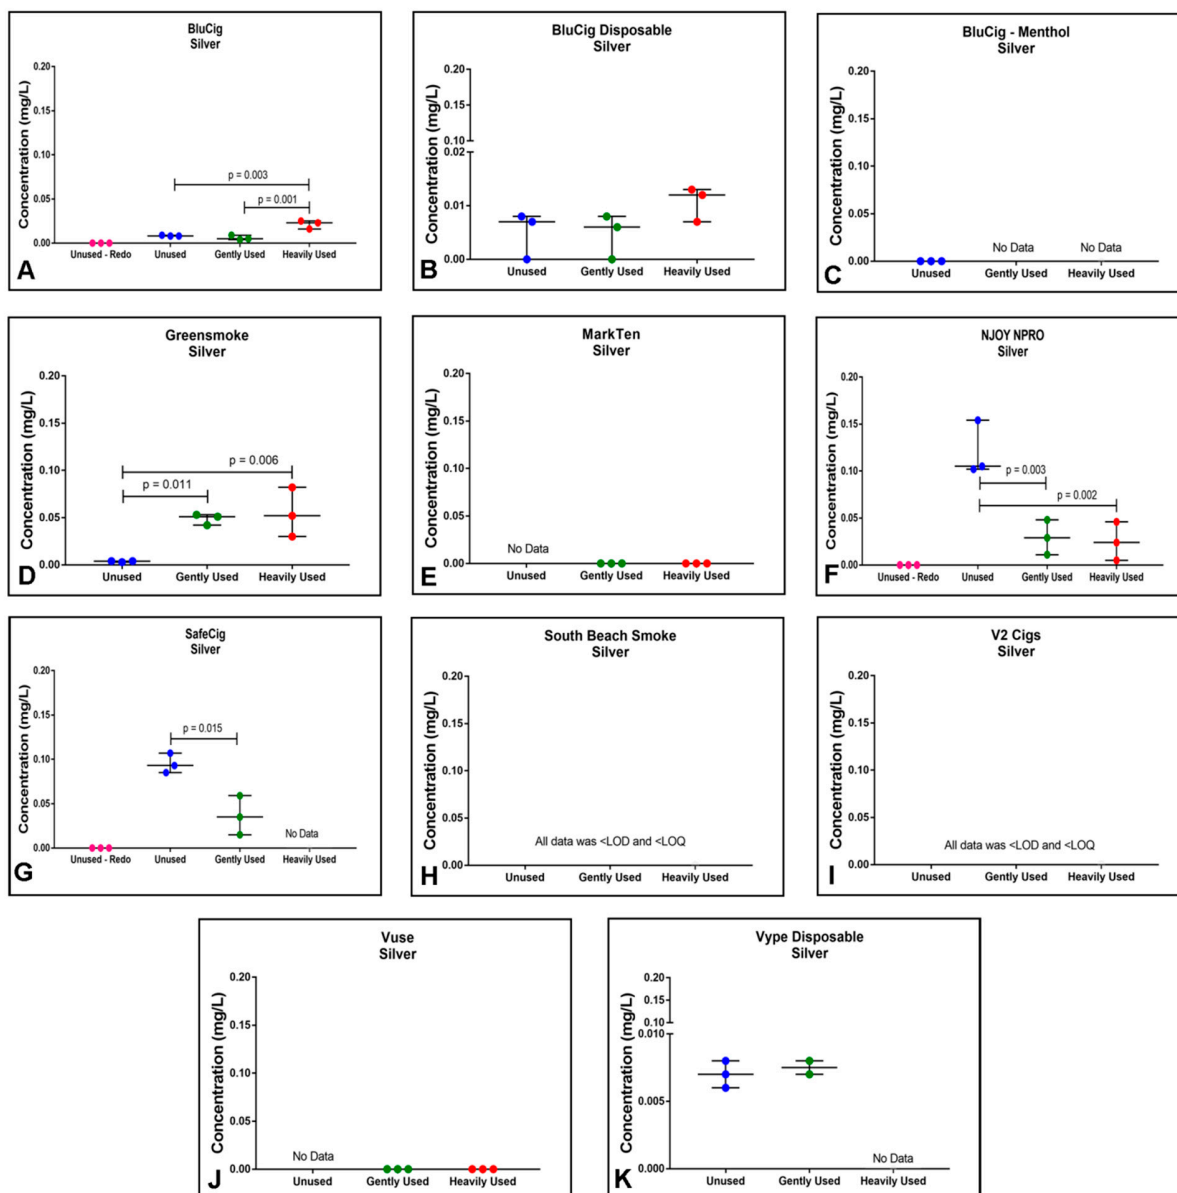 BluCig
Silver
Concentration (mg/L)
0.20
0.15
0.10
0.05
0.00
p = 0.003
p = 0.001
Unused - Redo Unused Gently Used Heavily Used
A
BluCig Disposable
Silver
Concentration (mg/L)
0.20
0.15
0.10
0.02
0.01
0.00
Unused Gently Used Heavily Used
B
BluCig - Menthol
Silver
Concentration (mg/L)
0.20
0.15
0.10
0.05
0.00
No Data No Data
Unused Gently Used Heavily Used
C
Greensmoke
Silver
Concentration (mg/L)
0.20
0.15
0.10
0.05
0.00
p = 0.006
p = 0.011
Unused Gently Used Heavily Used
D
MarkTen
Silver
Concentration (mg/L)
0.20
0.15
0.10
0.05
0.00
No Data
Unused Gently Used Heavily Used
E
NJOY NPRO
Silver
Concentration (mg/L)
0.20
0.15
0.10
0.05
0.00
p = 0.003
p = 0.002
Unused - Redo Unused Gently Used Heavily Used
F
SafeCig
Silver
Concentration (mg/L)
0.20
0.15
0.10
0.05
0.00
p = 0.015
No Data
Unused - Redo Unused Gently Used Heavily Used
G
South Beach Smoke
Silver
Concentration (mg/L)
0.20
0.15
0.10
0.05
0.00
All data was <LOD and <LOQ
Unused Gently Used Heavily Used
H
V2 Cigs
Silver
Concentration (mg/L)
0.20
0.15
0.10
0.05
0.00
All data was <LOD and <LOQ
Unused Gently Used Heavily Used
I
Vuse
Silver
Concentration (mg/L)
0.20
0.15
0.10
0.05
0.00
No Data
Unused Gently Used Heavily Used
J
Vype Disposable
Silver
Concentration (mg/L)
0.20
0.15
0.10
0.010
0.005
0.000
No Data
Unused Gently Used Heavily Used
K